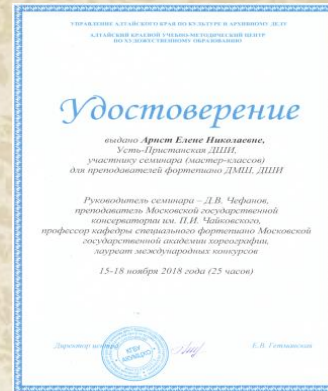 УПРАВЛЕНИЕ АЛТАЙСКОГО КРАЯ ПО КУЛЬТУРЕ И АРХИВНОМУ ДЕЛУ
АЛТАЙСКИЙ КРАЕВОЙ УЧЕБНО-МЕТОДИЧЕСКИЙ ЦЕНТР
ПО ХУДОЖЕСТВЕННОМУ ОБРАЗОВАНИЮ
Удостоверение
выдано Арнст Елене Николаевне,
Усть-Пристанская ДШИ,
участнику семинара (мастер-классов)
для преподавателей фортепиано ДМШ, ДШИ
Руководитель семинара – Д.В. Чефанов,
преподаватель Московской государственной
консерватории им. П.И. Чайковского,
профессор кафедры специального фортепиано Московской
государственной академии хореографии,
лауреат международных конкурсов
15-18 ноября 2018 года (25 часов)
Директор центра